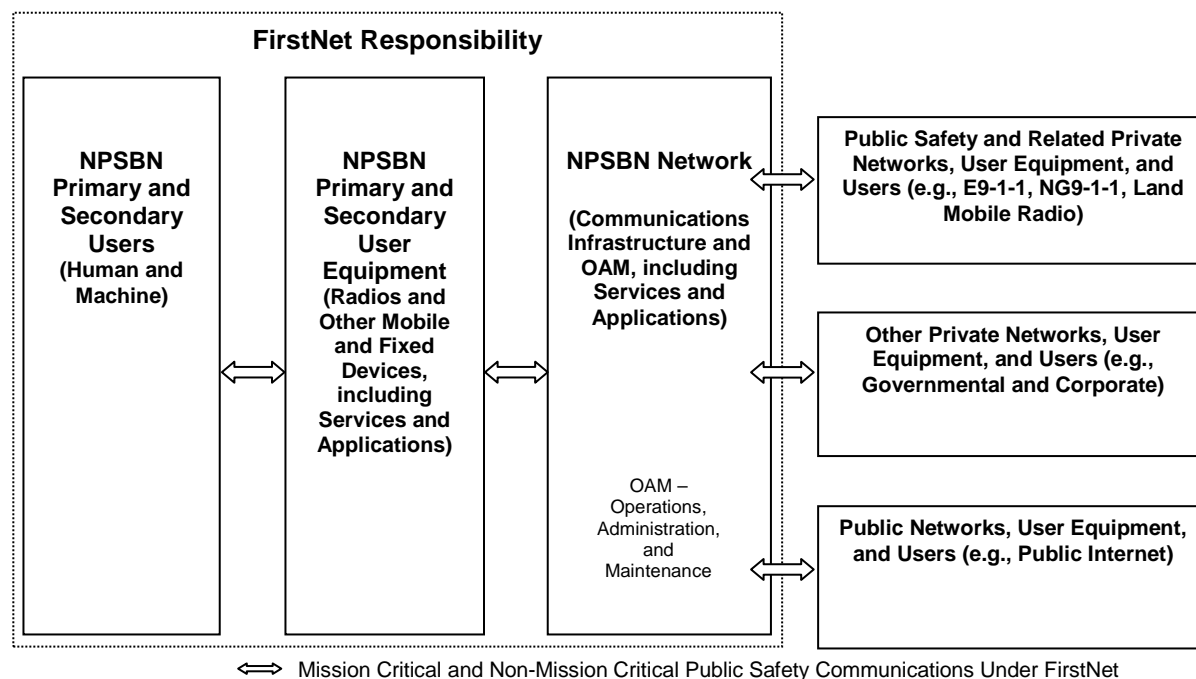 FirstNet Responsibility
NPSBN
Primary and
Secondary
Users
(Human and
Machine)
NPSBN
Primary and
Secondary
User
Equipment
(Radios and
Other Mobile
and Fixed
Devices,
including
Services and
Applications)
NPSBN Network
(Communications
Infrastructure and
OAM, including
Services and
Applications)
OAM –
Operations,
Administration,
and
Maintenance
Public Safety and Related Private
Networks, User Equipment, and
Users (e.g., E9-1-1, NG9-1-1, Land
Mobile Radio)
Other Private Networks, User
Equipment, and Users (e.g.,
Governmental and Corporate)
Public Networks, User Equipment,
and Users (e.g., Public Internet)
Mission Critical and Non-Mission Critical Public Safety Communications Under FirstNet